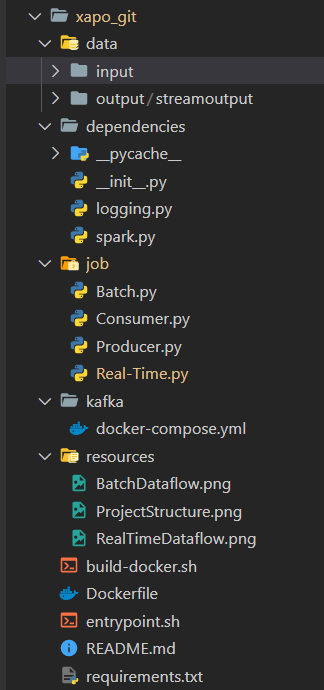 xapo_git
data
input
output/streamoutput
dependencies
__pycache__
__init__.py
logging.py
spark.py
job
Batch.py
Consumer.py
Producer.py
Real-Time.py
kafka
docker-compose.yml
resources
BatchDataflow.png
ProjectStructure.png
RealTimeDataflow.png
build-docker.sh
Dockerfile
entrypoint.sh
README.md
requirements.txt